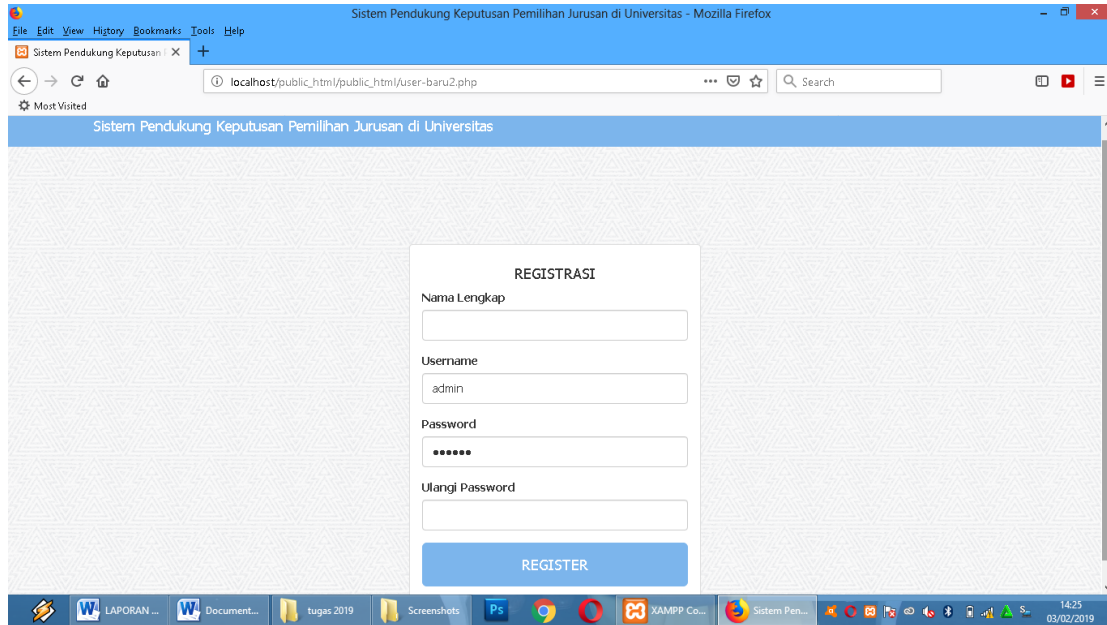 Sistem Pendukung Keputusan Pemilihan Jurusan di Universitas - Mozilla Firefox
File Edit View History Bookmarks Tools Help
Sistem Pendukung Keputusan
localhost/public_html/public_html/user-baru2.php
Search
Most Visited
Sistem Pendukung Keputusan Pemilihan Jurusan di Universitas
REGISTRASI
Nama Lengkap
Username
admin
Password
••••••
Ulangi Password
REGISTER
LAPORAN ...
Document...
tugas 2019
Screenshots
Ps
XAMPP Co...
Sistem Pen...
14:25
03/02/2019